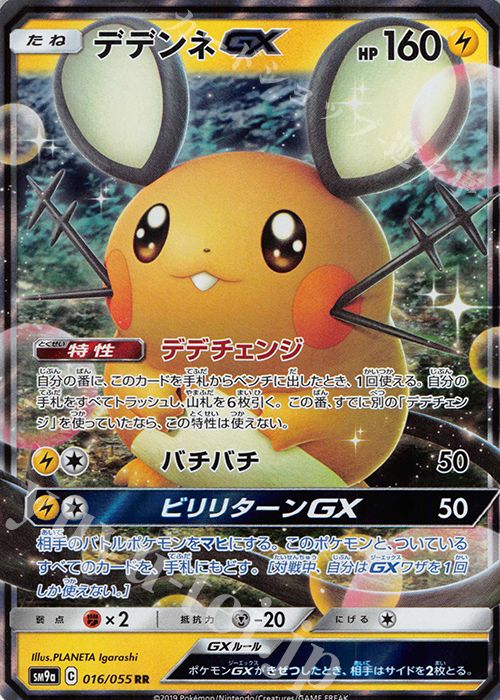 たね デデンネGX HP 160
とくせい
特性 デデチェンジ
自分の番に、このカードを手札からベンチに出したとき、1回使える。自分の
手札をすべてトラッシュし、山札を6枚引く。この番、すでに別の「デデチェン
ジ」を使っていたなら、この特性は使えない。
バチバチ 50
ビリリターンGX 50
相手のバトルポケモンをマヒにする。このポケモンと、ついている
すべてのカードを、手札にもどす。[対戦中、自分はGXワザを1回
しか使えない。]
弱点 ×2 抵抗力 -20 にげる
GXルール
Illus.PLANETA Igarashi
ポケモンGXがきぜつしたとき、相手はサイドを2枚とる。
SM9a C 016/055 RR
©2019 Pokémon/Nintendo/Creatures/GAME FREAK.